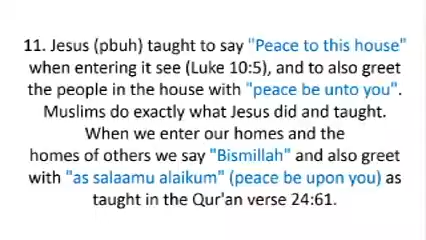 11. Jesus (pbuh) taught to say "Peace to this house"
when entering it see (Luke 10:5), and to also greet
the people in the house with "peace be unto you".
Muslims do exactly what Jesus did and taught.
When we enter our homes and the
homes of others we say "Bismillah" and also greet
with "as salaamu alaikum" (peace be upon you) as
taught in the Qur'an verse 24:61.